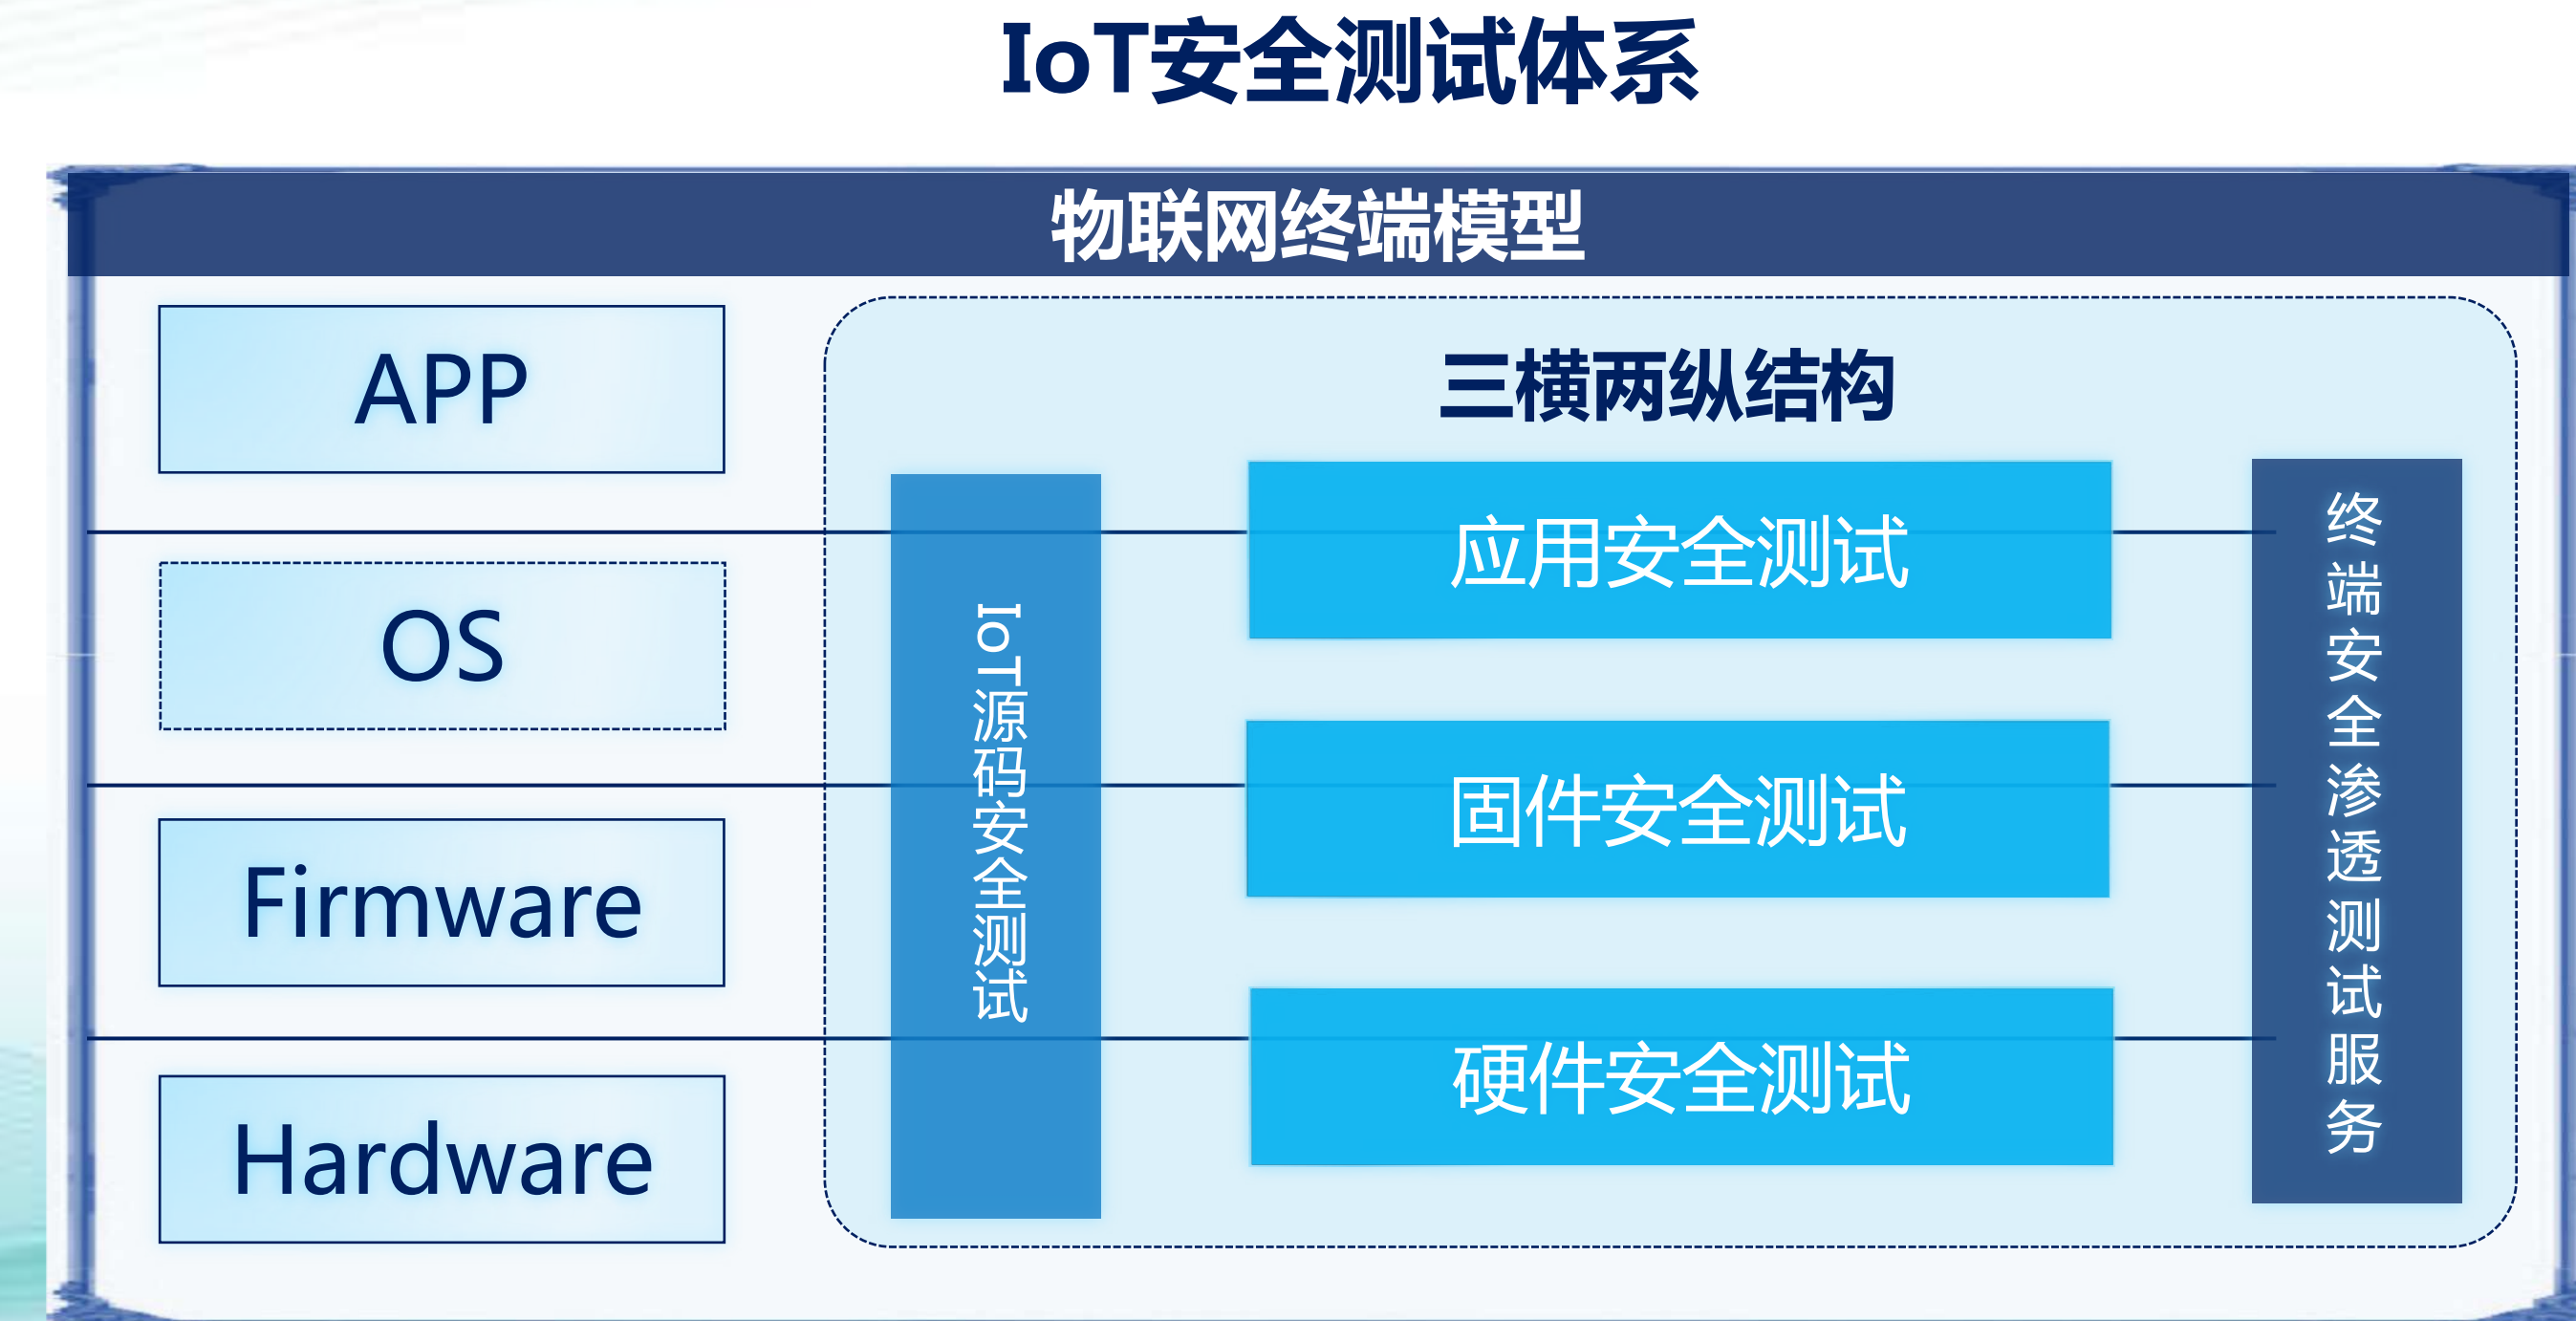 IoT安全测试体系
物联网终端模型
APP
OS
Firmware
Hardware
三横两纵结构
IoT源码安全测试
应用安全测试
固件安全测试
硬件安全测试
终端安全渗透测试服务